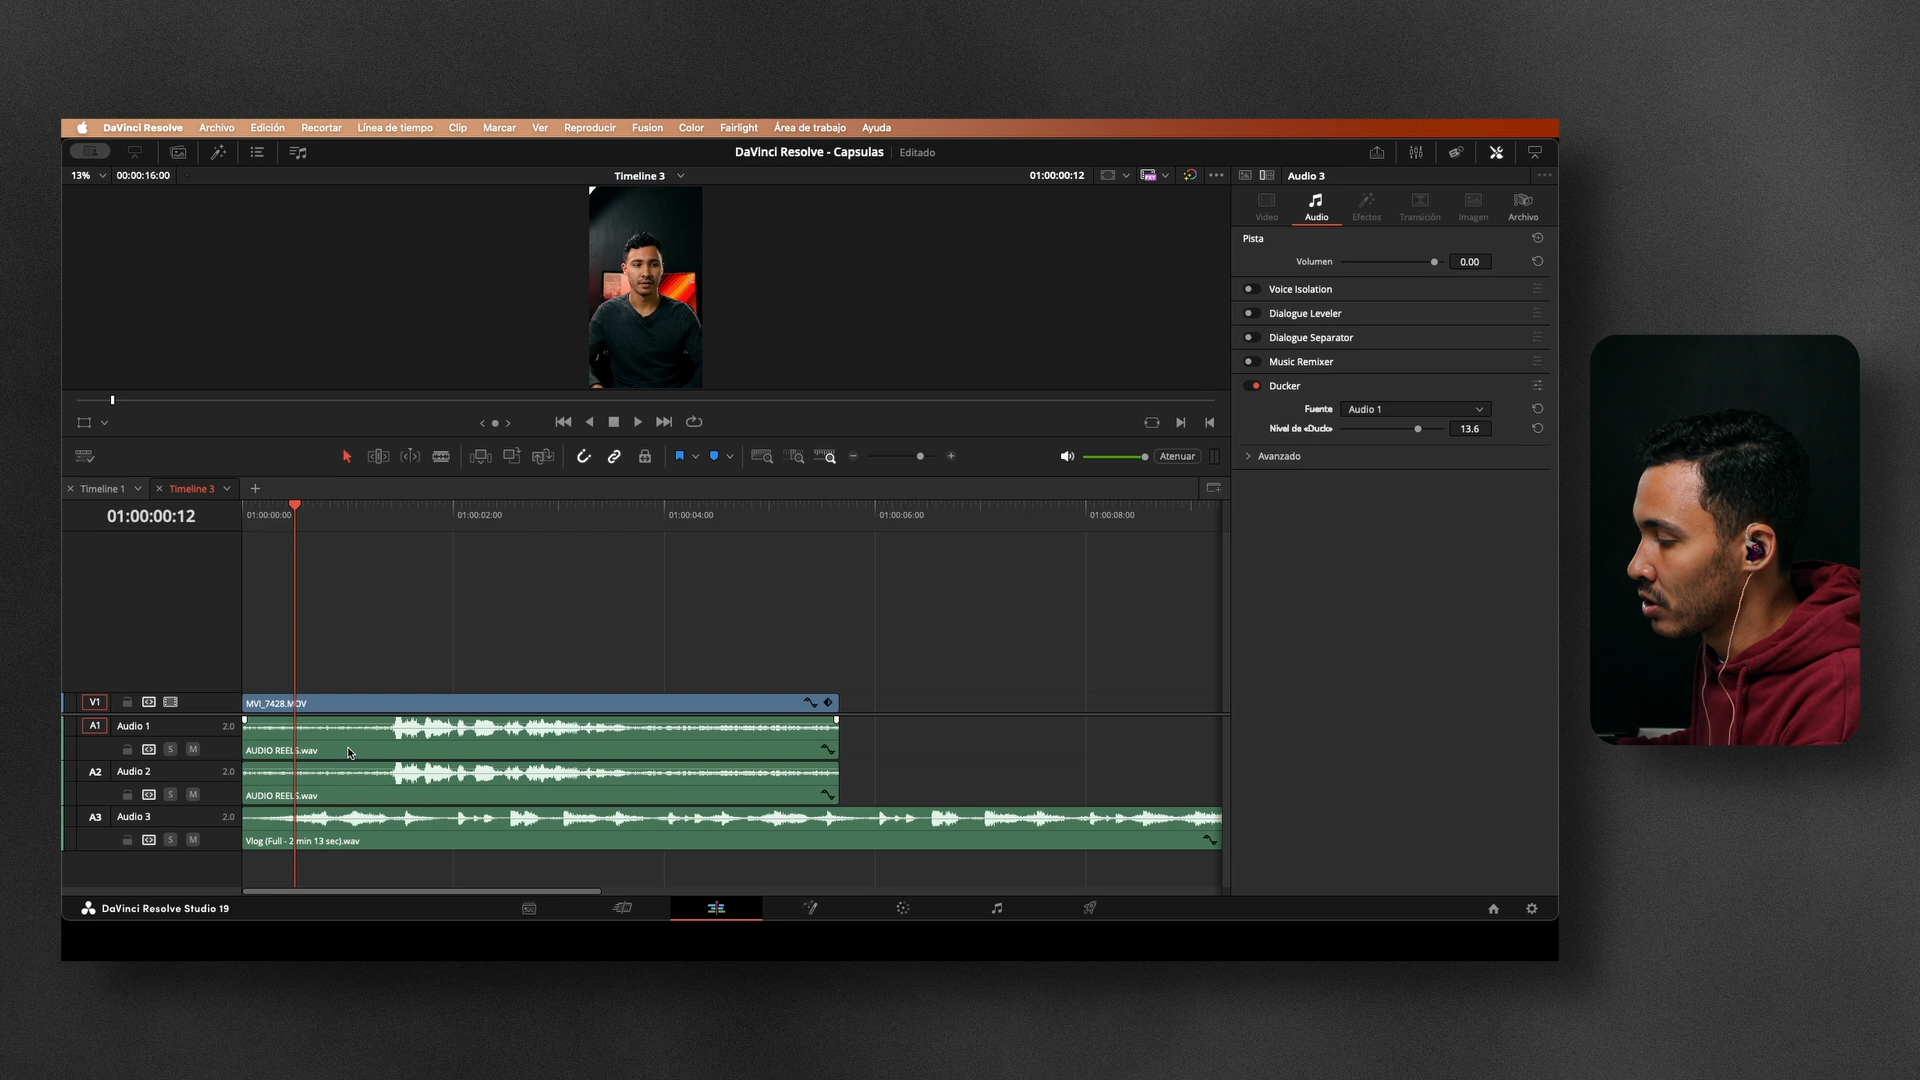 DaVinci Resolve Archivo Edición Recortar Línea de tiempo Clip Marcar Ver Reproducir Fusion Color Fairlight Área de trabajo Ayuda
DaVinci Resolve - Capsulas Editado
13% 00:00:16:00 Timeline 3 01:00:00:12 Audio 3
Video Audio Efectos Transición Imagen Archivo
Pista
Volumen 0.00
Voice Isolation
Dialogue Leveler
Dialogue Separator
Music Remixer
Ducker
Fuente Audio 1
Nivel de «Duck» 13.6
Avanzado
Atenuar
Timeline 1 Timeline 3
01:00:00:12
01:00:00:00 01:00:02:00 01:00:04:00 01:00:06:00 01:00:08:00
V1 MVI_7428.MOV
A1 Audio 1 2.0
S M AUDIO REELS.wav
A2 Audio 2 2.0
S M AUDIO REELS.wav
A3 Audio 3 2.0
S M Vlog (Full - 2 min 13 sec).wav
DaVinci Resolve Studio 19